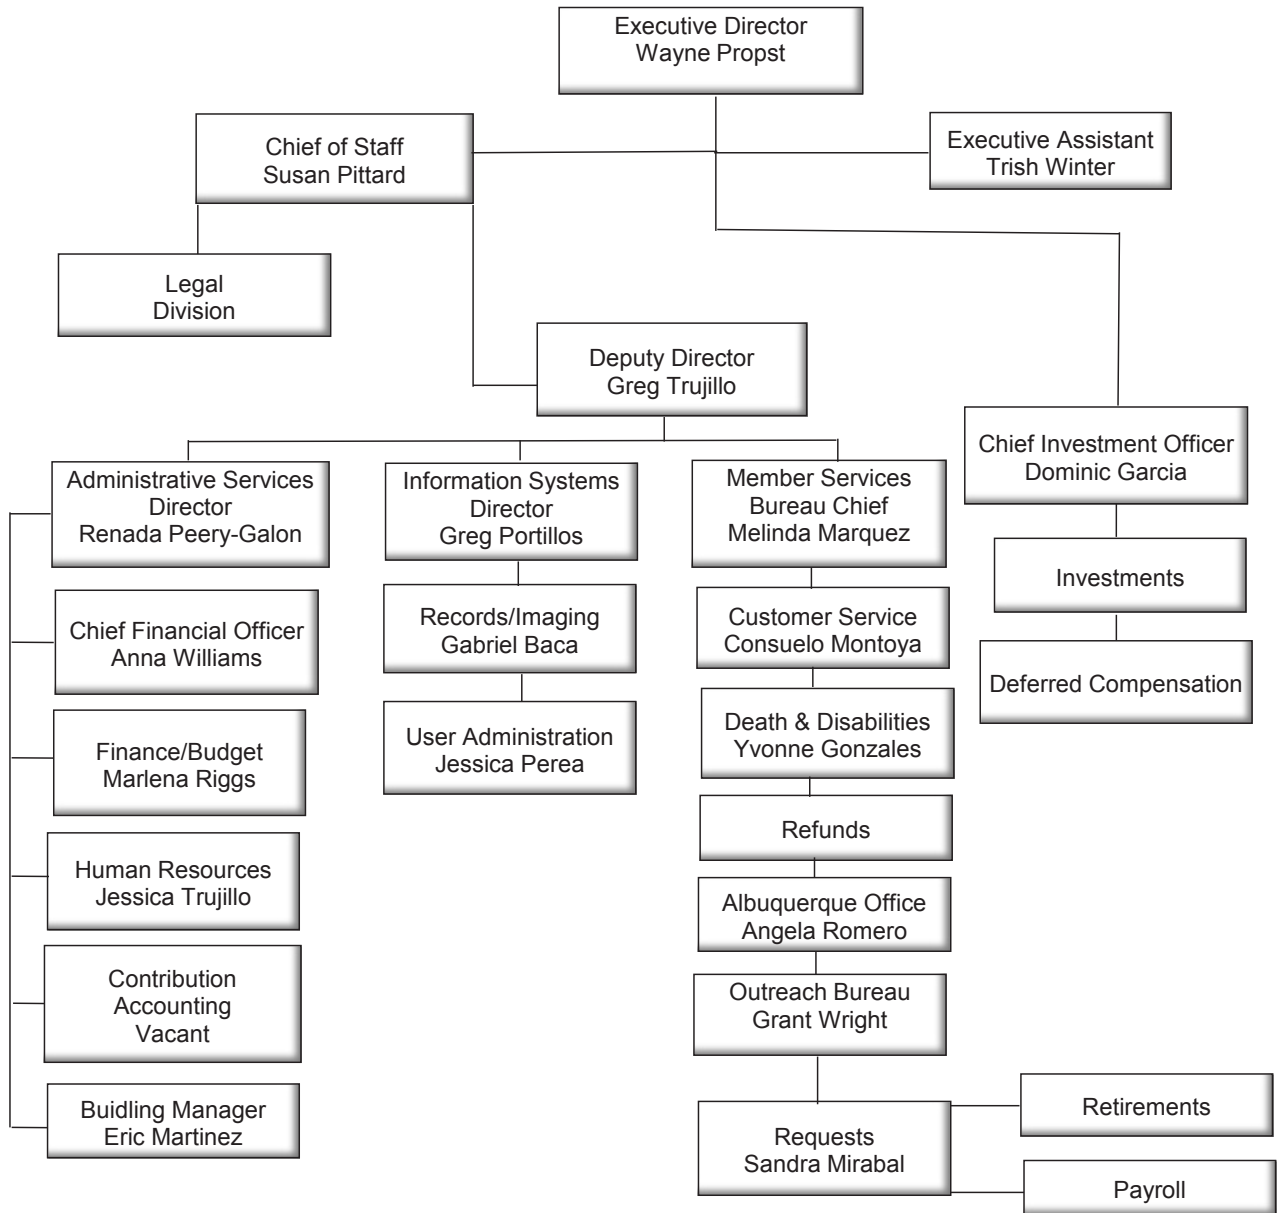 Executive Director
Wayne Propst
Chief of Staff
Susan Pittard
Executive Assistant
Trish Winter
Legal
Division
Deputy Director
Greg Trujillo
Chief Investment Officer
Dominic Garcia
Investments
Deferred Compensation
Administrative Services
Director
Renada Peery-Galon
Chief Financial Officer
Anna Williams
Finance/Budget
Marlena Riggs
Human Resources
Jessica Trujillo
Contribution
Accounting
Vacant
Buidling Manager
Eric Martinez
Information Systems
Director
Greg Portillos
Records/Imaging
Gabriel Baca
User Administration
Jessica Perea
Member Services
Bureau Chief
Melinda Marquez
Customer Service
Consuelo Montoya
Death & Disabilities
Yvonne Gonzales
Refunds
Albuquerque Office
Angela Romero
Outreach Bureau
Grant Wright
Requests
Sandra Mirabal
Retirements
Payroll